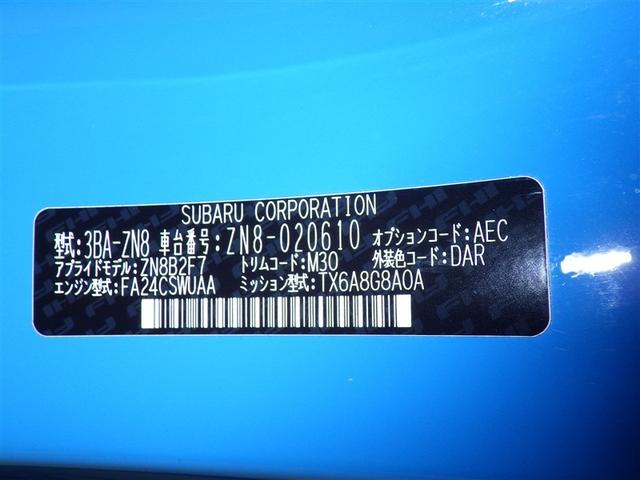 SUBARU CORPORATION
型式:3BA-ZN8 車台番号:ZN8-020610 オプションコード:AEC
アプライドモデル:ZN8B2F7 トリムコード:M30 外装色コード:DAR
エンジン型式:FA24CSWUAA ミッション型式:TX6A8G8AOA